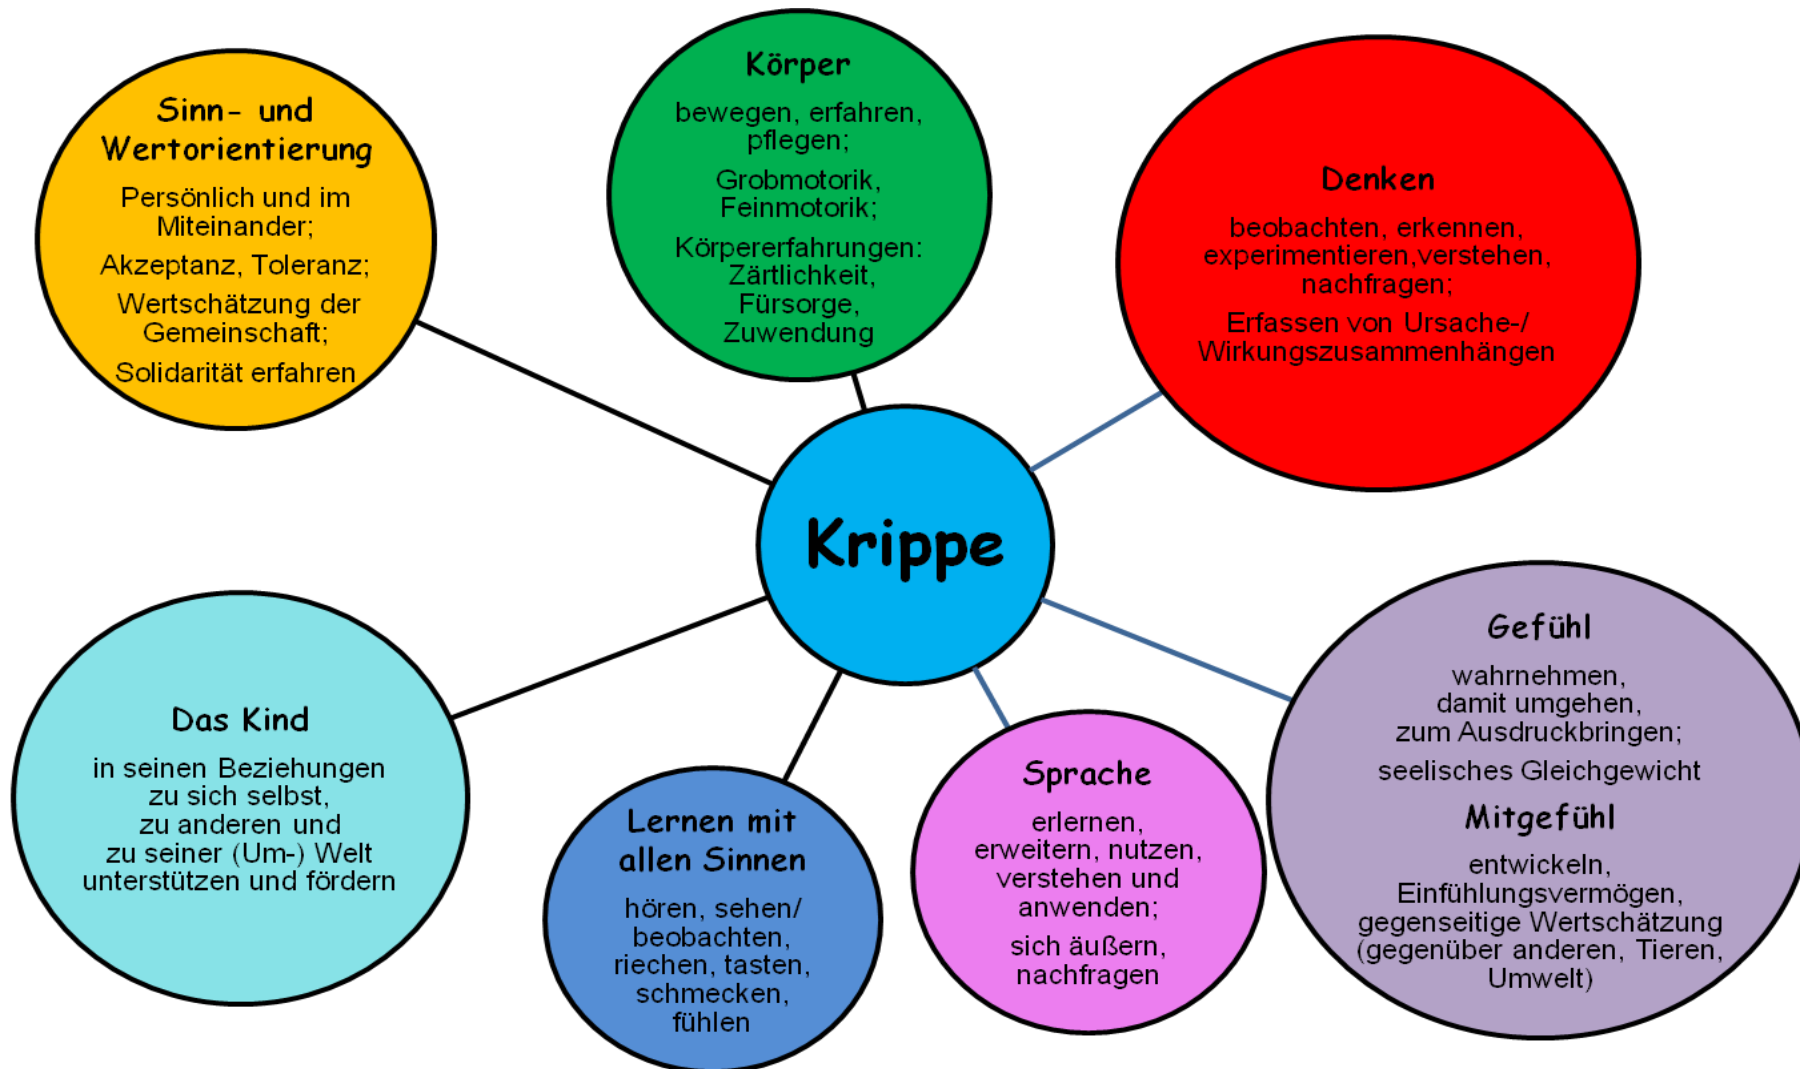 Sinn- und
Wertorientierung
Persönlich und im
Miteinander;
Akzeptanz, Toleranz;
Wertschätzung der
Gemeinschaft;
Solidarität erfahren
Körper
bewegen, erfahren,
pflegen;
Grobmotorik,
Feinmotorik;
Körpererfahrungen:
Zärtlichkeit,
Fürsorge,
Zuwendung
Denken
beobachten, erkennen,
experimentieren,verstehen,
nachfragen;
Erfassen von Ursache-/
Wirkungszusammenhängen
Krippe
Das Kind
in seinen Beziehungen
zu sich selbst,
zu anderen und
zu seiner (Um-) Welt
unterstützen und fördern
Lernen mit
allen Sinnen
hören, sehen/
beobachten,
riechen, tasten,
schmecken,
fühlen
Sprache
erlernen,
erweitern, nutzen,
verstehen und
anwenden;
sich äußern,
nachfragen
Gefühl
wahrnehmen,
damit umgehen,
zum Ausdruckbringen;
seelisches Gleichgewicht
Mitgefühl
entwickeln,
Einfühlungsvermögen,
gegenseitige Wertschätzung
(gegenüber anderen, Tieren,
Umwelt)